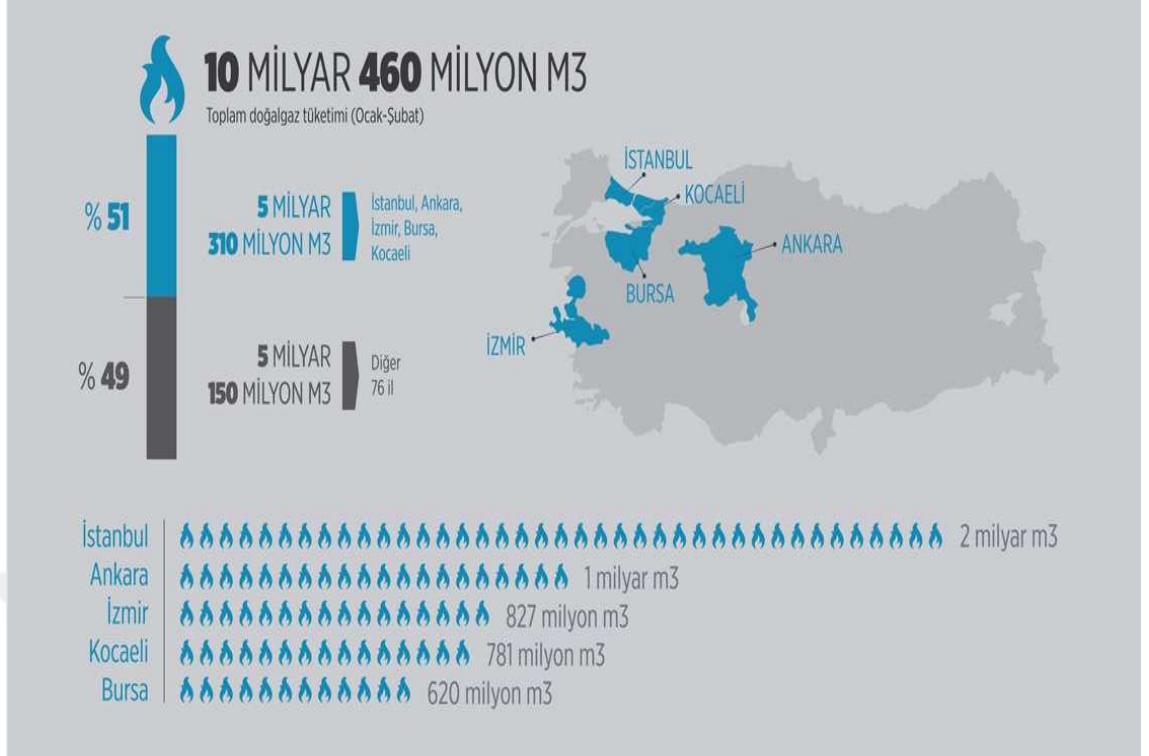 10 MİLYAR 460 MİLYON M3
Toplam doğalgaz tüketimi (Ocak-Şubat)
% 51
5 MİLYAR
310 MİLYON M3
İstanbul, Ankara,
İzmir, Bursa,
Kocaeli
% 49
5 MİLYAR
150 MİLYON M3
Diğer
76 il
İSTANBUL
KOCAELİ
ANKARA
BURSA
İZMİR
İstanbul 2 milyar m3
Ankara 1 milyar m3
İzmir 827 milyon m3
Kocaeli 781 milyon m3
Bursa 620 milyon m3